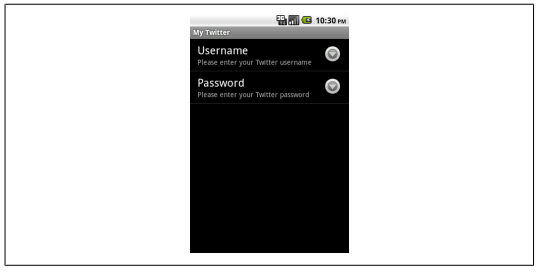 10:30 PM
My Twitter
Username
Please enter your Twitter username
Password
Please enter your Twitter password